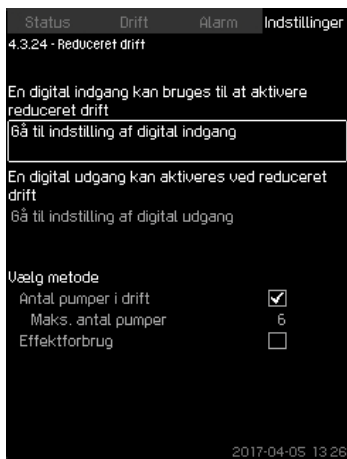 Status Drift Alarm Indstillinger
4.3.24 - Reduceret drift
En digital indgang kan bruges til at aktivere
reduceret drift
Gå til indstilling af digital indgang
En digital udgang kan aktiveres ved reduceret
drift
Gå til indstilling af digital udgang
Vælg metode
Antal pumper i drift
Maks. antal pumper 6
Effektforbrug
2017-04-05 13:26